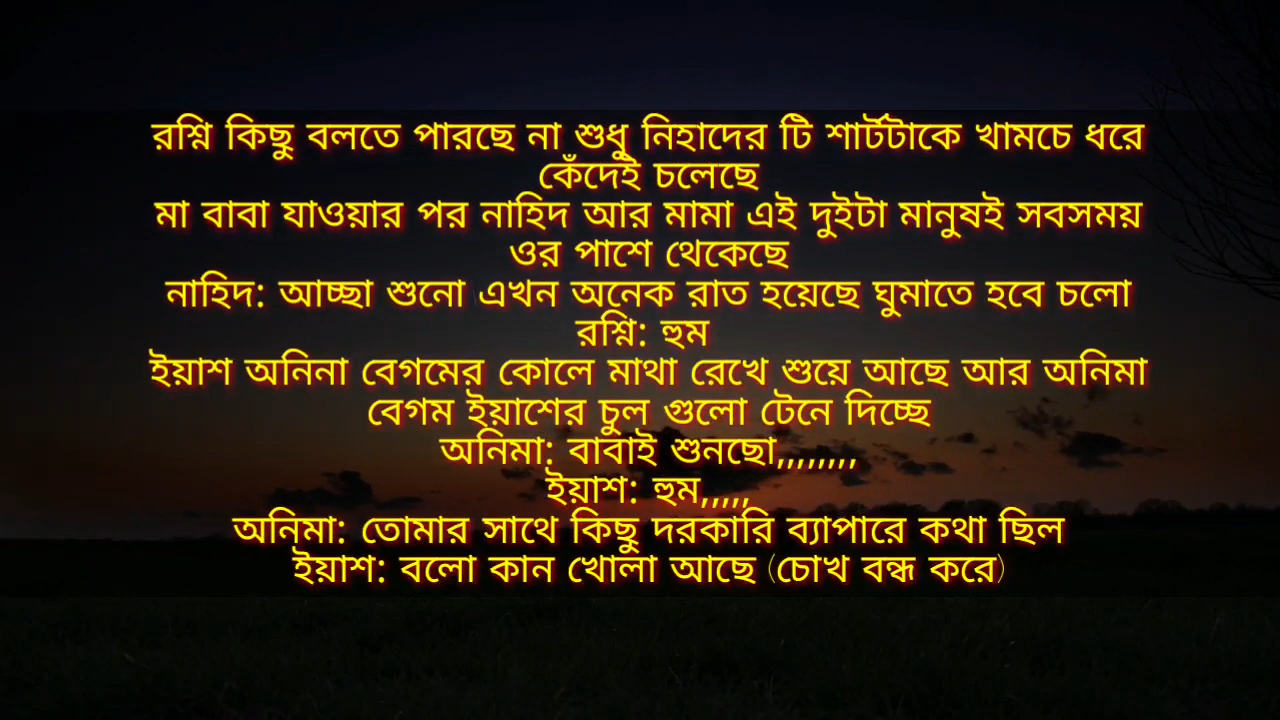 রশ্নি কিছু বলতে পারছে না শুধু নিহাদের টি শার্টটাকে খামচে ধরে
কেঁদেই চলেছে
মা বাবা যাওয়ার পর নাহিদ আর মামা এই দুইটা মানুষই সবসময়
ওর পাশে থেকেছে
নাহিদ: আচ্ছা শুনো এখন অনেক রাত হয়েছে ঘুমাতে হবে চলো
রশ্নি: হুম
ইয়াশ অনিনা বেগমের কোলে মাথা রেখে শুয়ে আছে আর অনিমা
বেগম ইয়াশের চুল গুলো টেনে দিচ্ছে
অনিমা: বাবাই শুনছো,,,,,,,,
ইয়াশ: হুম,,,,,
অনিমা: তোমার সাথে কিছু দরকারি ব্যাপারে কথা ছিল
ইয়াশ: বলো কান খোলা আছে (চোখ বন্ধ করে)